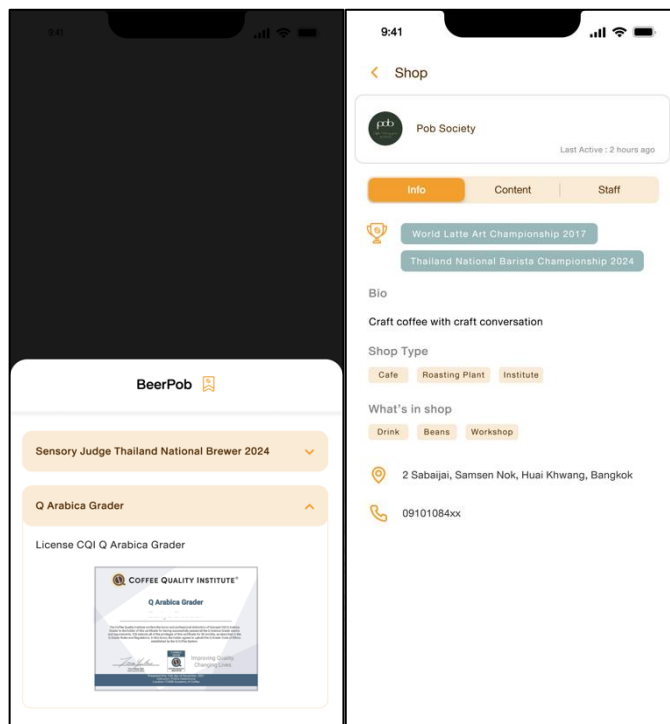 9:41
BeerPob
Sensory Judge Thailand National Brewer 2024
Q Arabica Grader
License CQI Q Arabica Grader
COFFEE QUALITY INSTITUTE
Q Arabica Grader
Improving Quality
Changing Lives
9:41
Shop
pob
Pob Society
Last Active : 2 hours ago
Info
Content
Staff
World Latte Art Championship 2017
Thailand National Barista Championship 2024
Bio
Craft coffee with craft conversation
Shop Type
Cafe
Roasting Plant
Institute
What's in shop
Drink
Beans
Workshop
2 Sabaijai, Samsen Nok, Huai Khwang, Bangkok
09101084xx